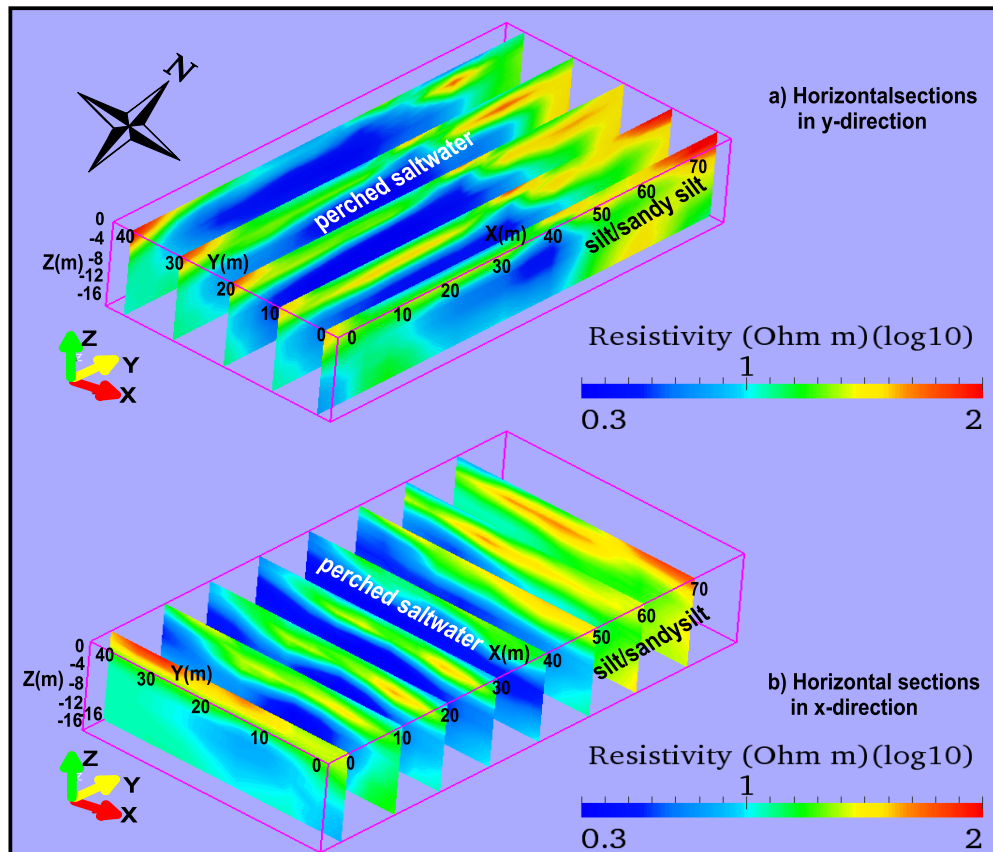 N
a) Horizontalsections
in y-direction
perched saltwater
silt/sandy silt
0
-4
-8
-12
-16
Z(m)
40
30
Y(m)
20
10
0
0
10
20
30
X(m)
40
50
60
70
Z
Y
X
Resistivity (Ohm m)(log10)
1
0.3
2
perched saltwater
silt/sandysilt
0
-4
-8
-12
-16
-16
Z(m)
40
30
Y(m)
20
10
0
0
10
20
30
X(m)
40
50
60
70
b) Horizontal sections
in x-direction
Z
Y
X
Resistivity (Ohm m)(log10)
1
0.3
2